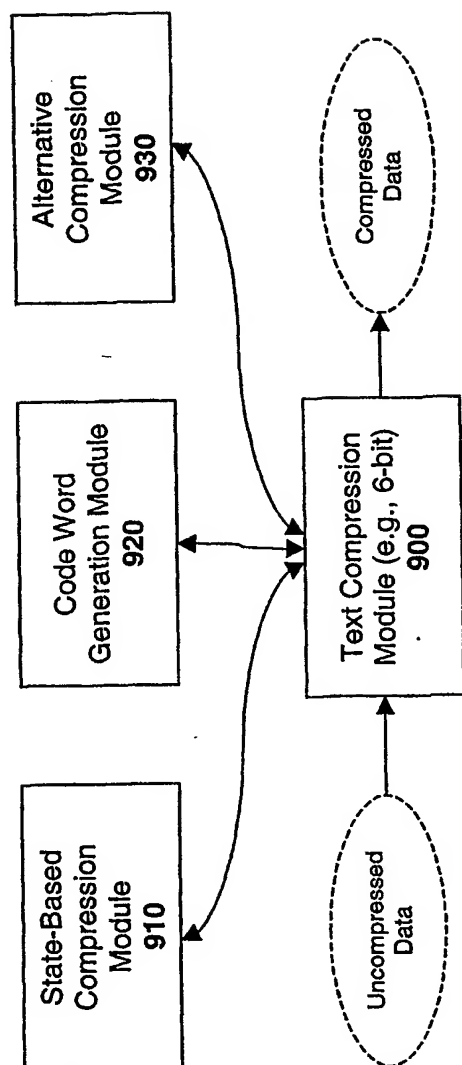 State-Based
Compression
Module
910
Code Word
Generation Module
920
Alternative
Compression
Module
930
Uncompressed
Data
Text Compression
Module (e.g., 6-bit)
900
Compressed
Data